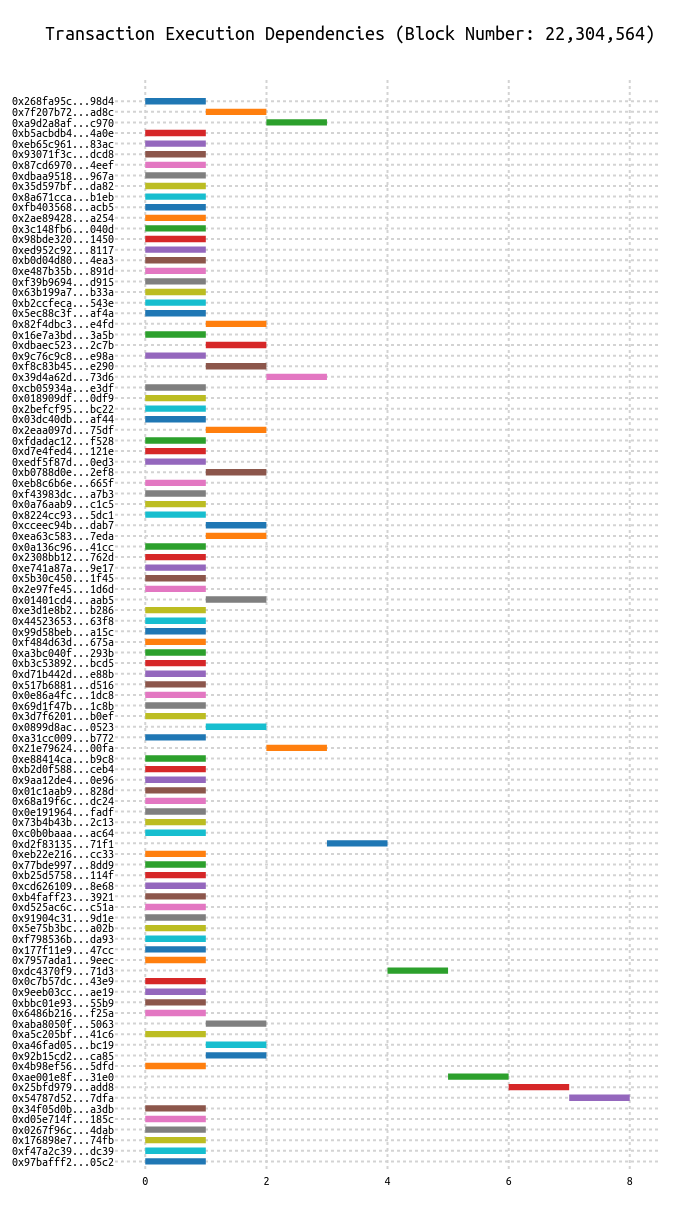 Transaction Execution Dependencies (Block Number: 22,304,564)
0x268fa95c...98d4
0x7f207b72...ad8c
0xa9d2a8af...c970
0xb5acbdb4...4a0e
0xeb65c961...83ac
0x93071f3c...dcd8
0x87cd6970...4eef
0xdbaa9518...967a
0x35d597bf...da82
0x8a671cca...b1eb
0xfb403568...acb5
0x2ae89428...a254
0x3c148fb6...040d
0x98bde320...1450
0xed952c92...8117
0xb0d04d80...4ea3
0xe487b35b...891d
0xf39b9694...d915
0x63b199a7...b33a
0xb2ccfeca...543e
0x5ec88c3f...af4a
0x82f4dbc3...e4fd
0x16e7a3bd...3a5b
0xdbaec523...2c7b
0x9c76c9c8...e98a
0xf8c83b45...e290
0x39d4a62d...73d6
0xcb05934a...e3df
0x018909df...0df9
0x2befcf95...bc22
0x03dc40db...af44
0x2eaa097d...75df
0xfdadac12...f528
0xd7e4fed4...121e
0xedf5f87d...0ed3
0xb0788d0e...2ef8
0xeb8c6b6e...665f
0xf43983dc...a7b3
0x0a76aab9...c1c5
0x8224cc93...5dc1
0xcceec94b...dab7
0xea63c583...7eda
0x0a136c96...41cc
0x2308bb12...762d
0xe741a87a...9e17
0x5b30c450...1f45
0x2e97fe45...1d6d
0x01401cd4...aab5
0xe3d1e8b2...b286
0x44523653...63f8
0x99d58beb...a15c
0xf484d63d...675a
0xa3bc040f...293b
0xb3c53892...bcd5
0xd71b442d...e88b
0x517b6881...d516
0x0e86a4fc...1dc8
0x69d1f47b...1c8b
0x3d7f6201...b0ef
0x0899d8ac...0523
0xa31cc009...b772
0x21e79624...00fa
0xe88414ca...b9c8
0xb2d0f588...ceb4
0x9aa12de4...0e96
0x01c1aab9...828d
0x68a19f6c...dc24
0x0e191964...fadf
0x73b4b43b...2c13
0xc0b0baaa...ac64
0xd2f83135...71f1
0xeb22e216...cc33
0x77bde997...8dd9
0xb25d5758...114f
0xcd626109...8e68
0xb4faff23...3921
0xd525ac6c...c51a
0x91904c31...9d1e
0x5e75b3bc...a02b
0xf798536b...da93
0x177f11e9...47cc
0x7957ada1...9eec
0xdc4370f9...71d3
0x0c7b57dc...43e9
0x9eeb03cc...ae19
0xbbc01e93...55b9
0x6486b216...f25a
0xaba8050f...5063
0xa5c205bf...41c6
0xa46fad05...bc19
0x92b15cd2...ca85
0x4b98ef56...5dfd
0xae001e8f...31e0
0x25bfd979...add8
0x54787d52...7dfa
0x34f05d0b...a3db
0xd05e714f...185c
0x0267f96c...4dab
0x176898e7...74fb
0xf47a2c39...dc39
0x97bafff2...05c2
0 2 4 6 8